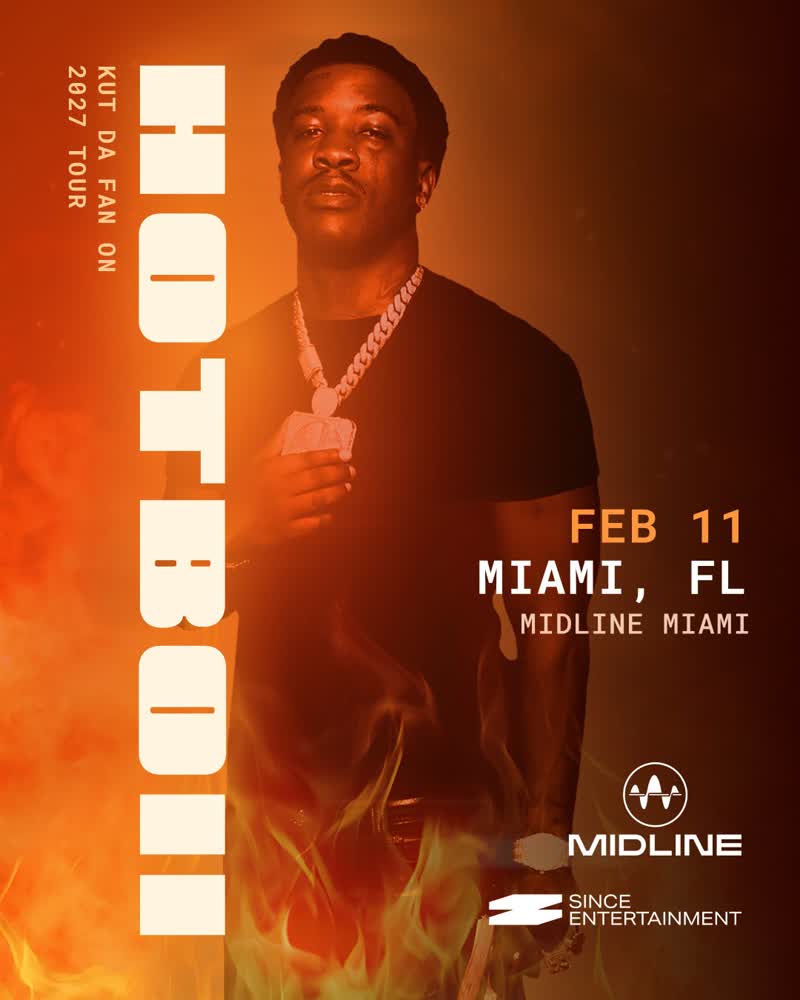 KUT DA FAN ON
2027 TOUR
HOTBOII
FEB 11
MIAMI, FL
MIDLINE MIAMI
MIDLINE
SINCE
ENTERTAINMENT